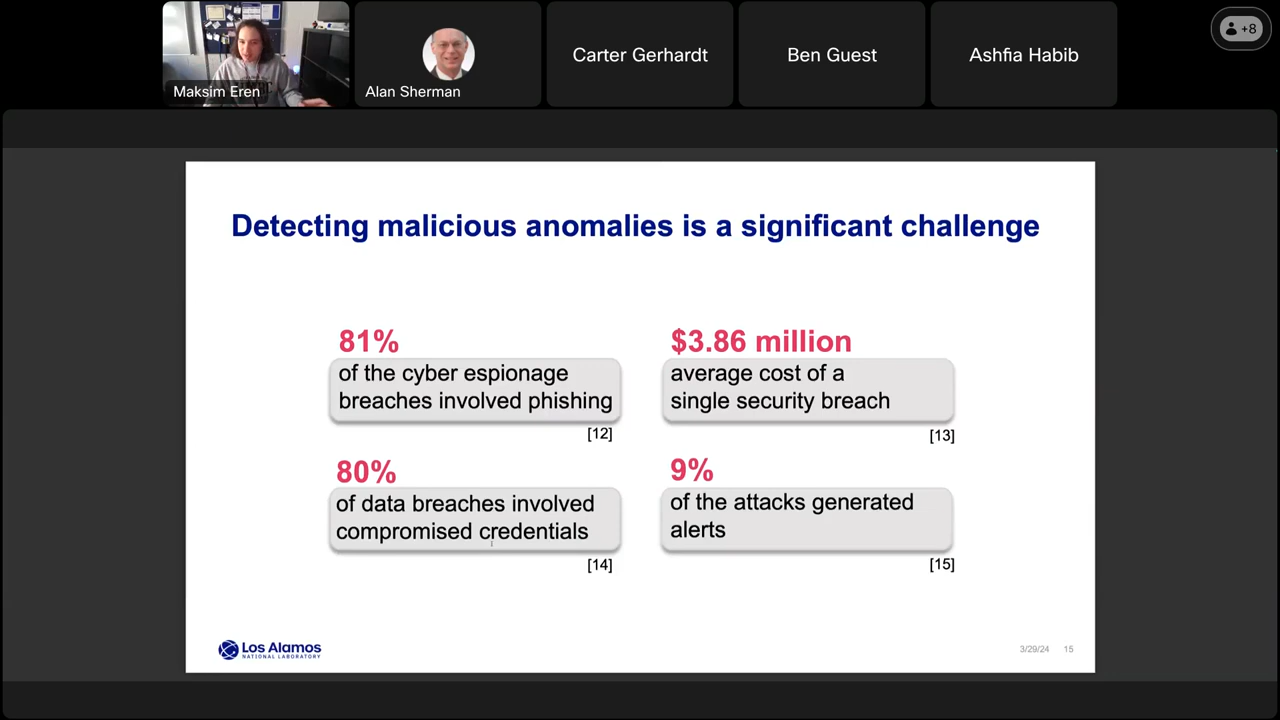 Maksim Eren
Alan Sherman
Carter Gerhardt
Ben Guest
Ashfia Habib
+8
Detecting malicious anomalies is a significant challenge
81%
of the cyber espionage
breaches involved phishing
[12]
$3.86 million
average cost of a
single security breach
[13]
80%
of data breaches involved
compromised credentials
[14]
9%
of the attacks generated
alerts
[15]
Los Alamos
NATIONAL LABORATORY
3/29/24 15